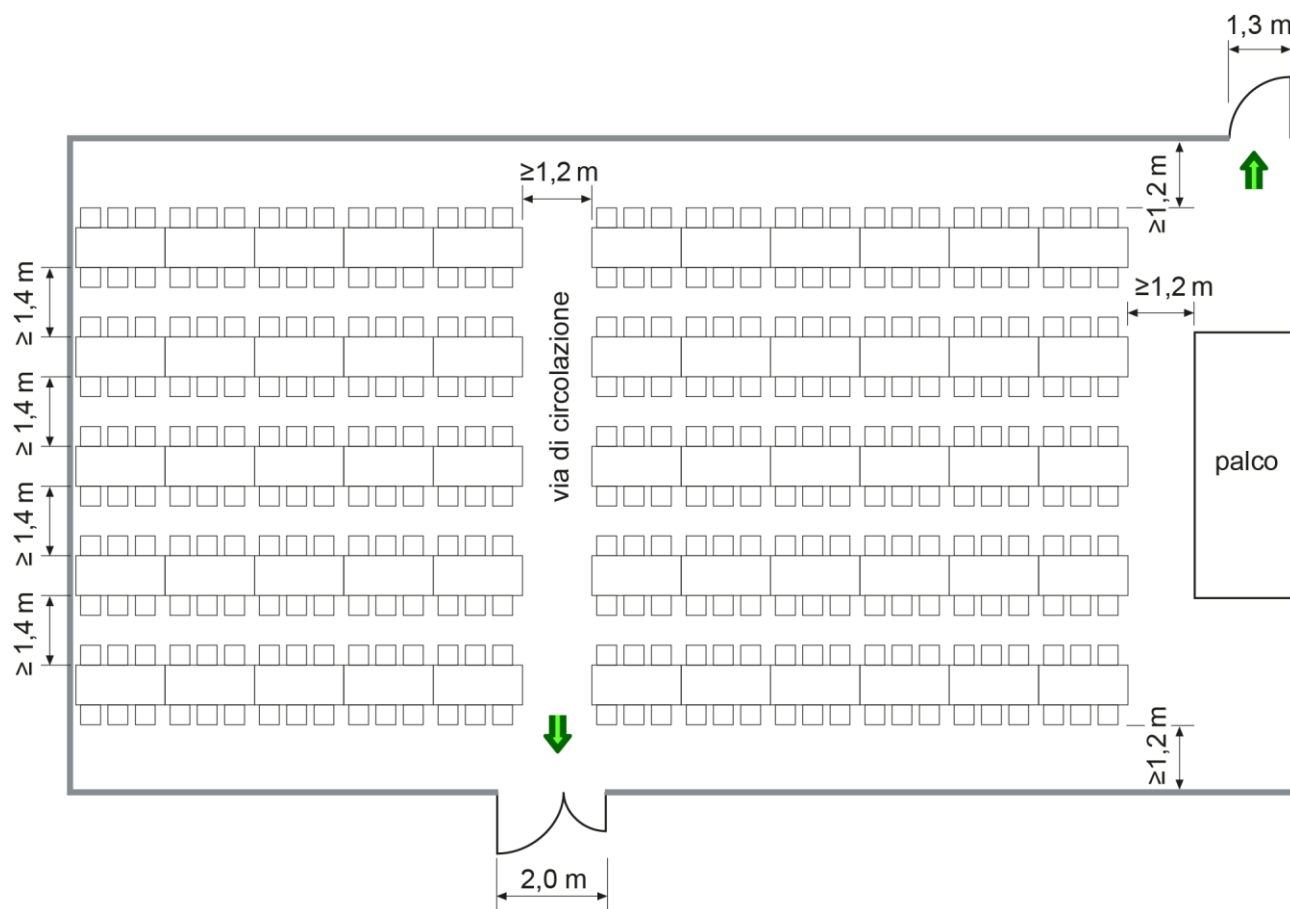 1,3 m
≥1,2 m
≥1,2 m
≥1,2 m
≥ 1,4 m
≥ 1,4 m
≥ 1,4 m
≥ 1,4 m
via di circolazione
palco
≥1,2 m
2,0 m